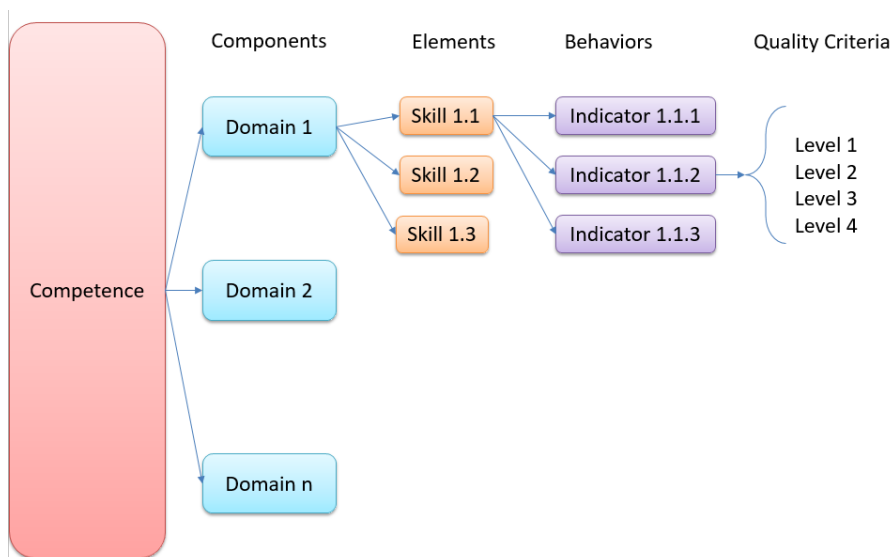 Components
Elements
Behaviors
Quality Criteria
Competence
Domain 1
Domain 2
Domain n
Skill 1.1
Skill 1.2
Skill 1.3
Indicator 1.1.1
Indicator 1.1.2
Indicator 1.1.3
Level 1
Level 2
Level 3
Level 4